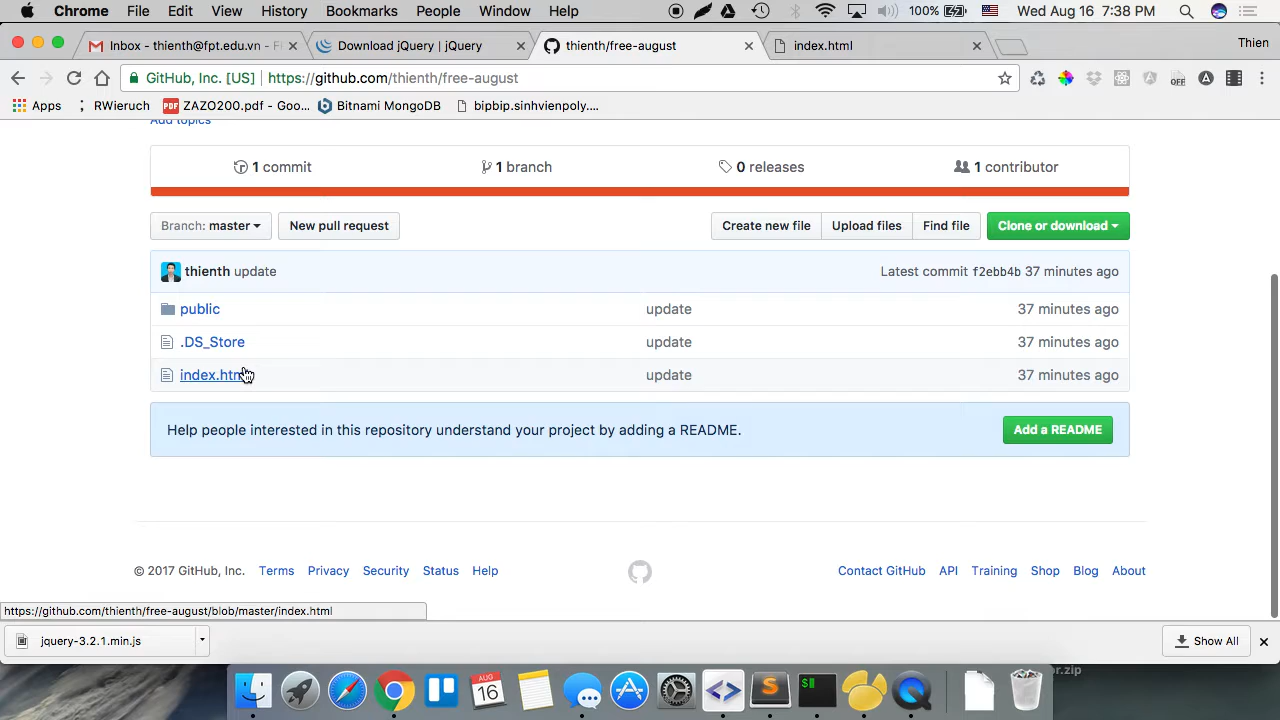 Chrome File Edit View History Bookmarks People Window Help 100% Wed Aug 16 7:38 PM
Inbox - thienth@fpt.edu.vn - F Download jQuery | jQuery thienth/free-august index.html Thien
GitHub, Inc. [US] https://github.com/thienth/free-august
Apps RWieruch ZAZO200.pdf - Goo... Bitnami MongoDB bipbip.sinhvienpoly....
Add topics
1 commit 1 branch 0 releases 1 contributor
Branch: master New pull request Create new file Upload files Find file Clone or download
thienth update Latest commit f2ebb4b 37 minutes ago
public update 37 minutes ago
.DS_Store update 37 minutes ago
index.html update 37 minutes ago
Help people interested in this repository understand your project by adding a README. Add a README
© 2017 GitHub, Inc. Terms Privacy Security Status Help Contact GitHub API Training Shop Blog About
https://github.com/thienth/free-august/blob/master/index.html
jquery-3.2.1.min.js Show All
AUG
16